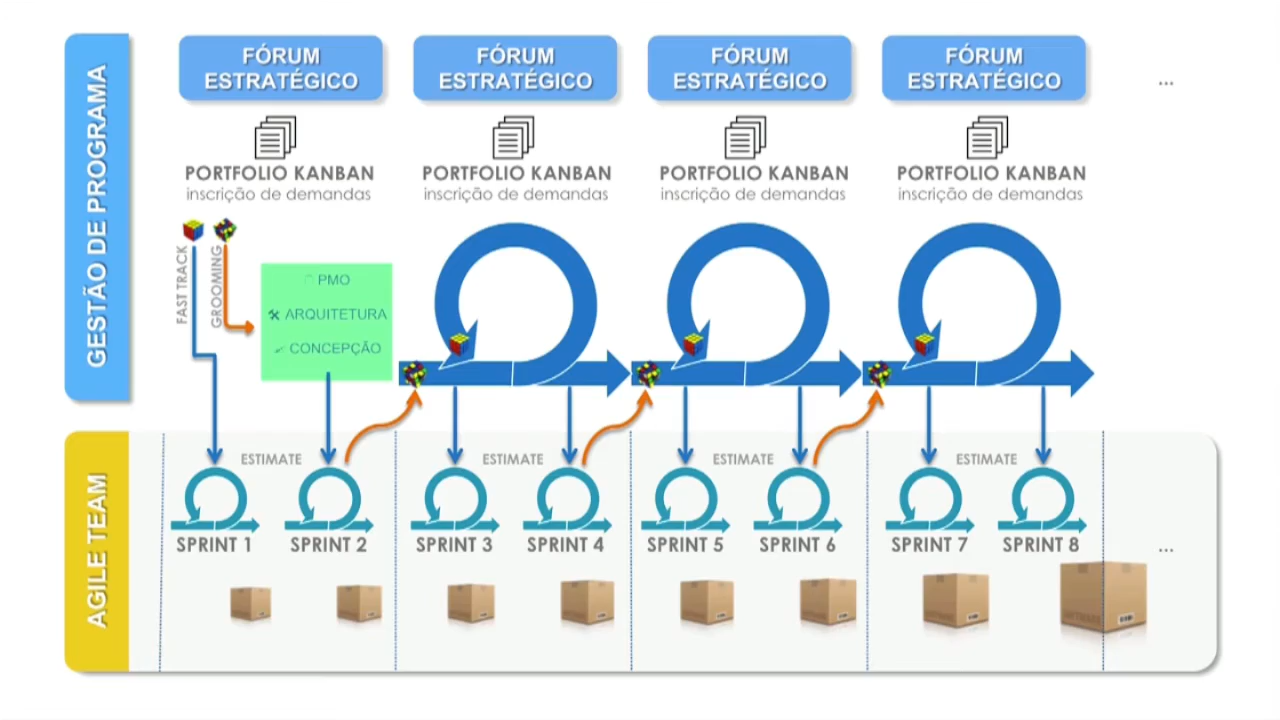 GESTÃO DE PROGRAMA
FÓRUM
ESTRATÉGICO
FÓRUM
ESTRATÉGICO
FÓRUM
ESTRATÉGICO
FÓRUM
ESTRATÉGICO
...
PORTFOLIO KANBAN
inscrição de demandas
PORTFOLIO KANBAN
inscrição de demandas
PORTFOLIO KANBAN
inscrição de demandas
PORTFOLIO KANBAN
inscrição de demandas
FAST TRACK
GROOMING
PMO
ARQUITETURA
CONCEPÇÃO
AGILE TEAM
ESTIMATE
ESTIMATE
ESTIMATE
ESTIMATE
SPRINT 1
SPRINT 2
SPRINT 3
SPRINT 4
SPRINT 5
SPRINT 6
SPRINT 7
SPRINT 8
...